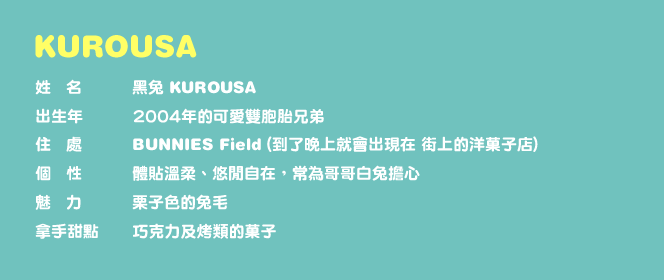 KUROUSA
姓 名 黑兔 KUROUSA
出生年 2004年的可愛雙胞胎兄弟
住 處 BUNNIES Field (到了晚上就會出現在 街上的洋菓子店)
個 性 體貼溫柔、悠閒自在，常為哥哥白兔擔心
魅 力 栗子色的兔毛
拿手甜點 巧克力及烤類的菓子